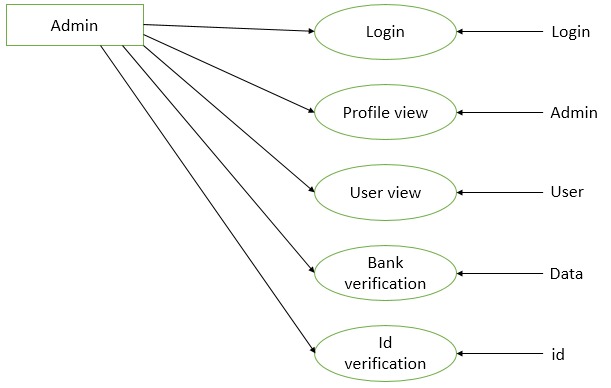 Admin
Login
Login
Profile view
Admin
User view
User
Bank
verification
Data
Id
verification
id